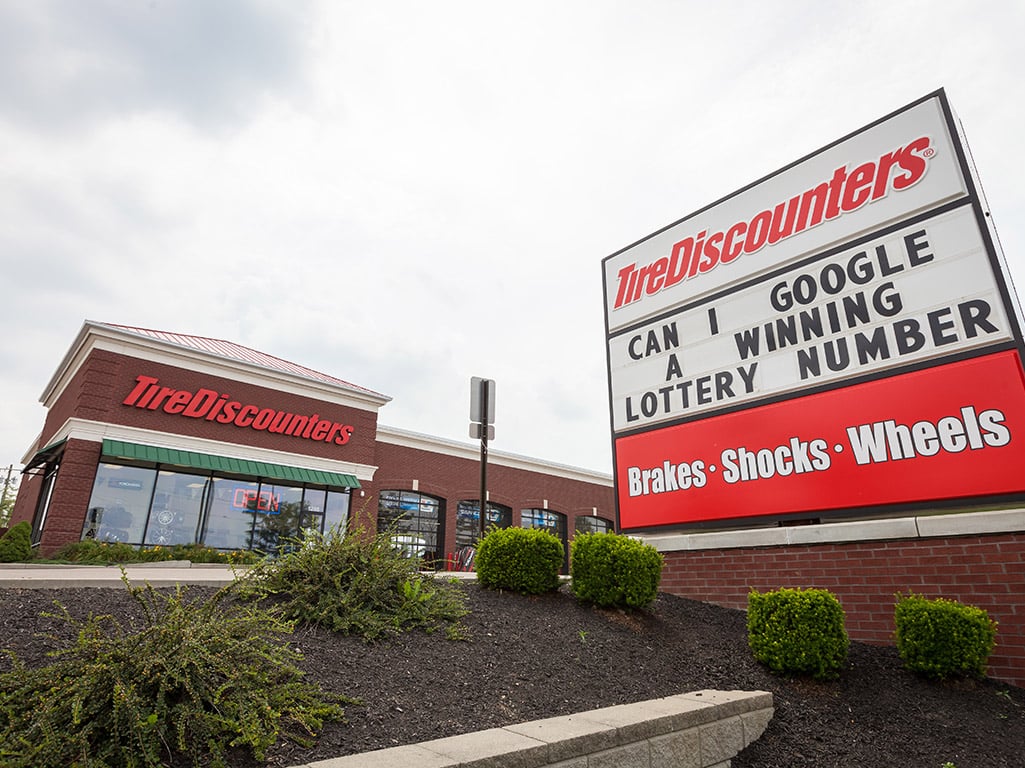 TireDiscounters®
CAN I GOOGLE
A WINNING
LOTTERY NUMBER
Brakes · Shocks · Wheels
TireDiscounters
OPEN